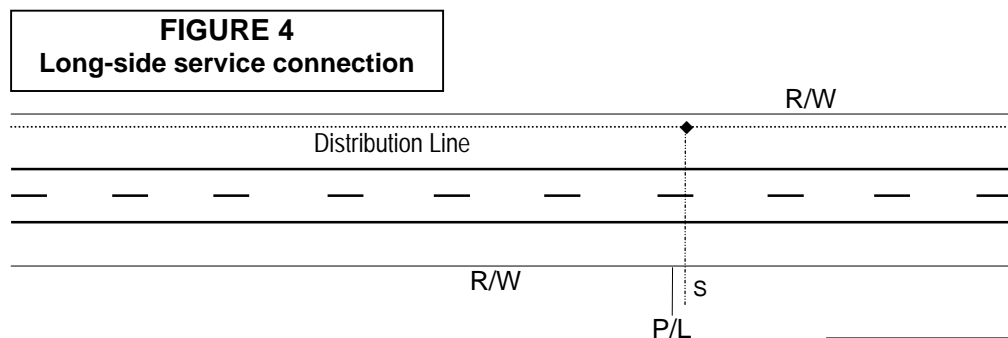 FIGURE 4
Long-side service connection
R/W
Distribution Line
R/W
S
P/L